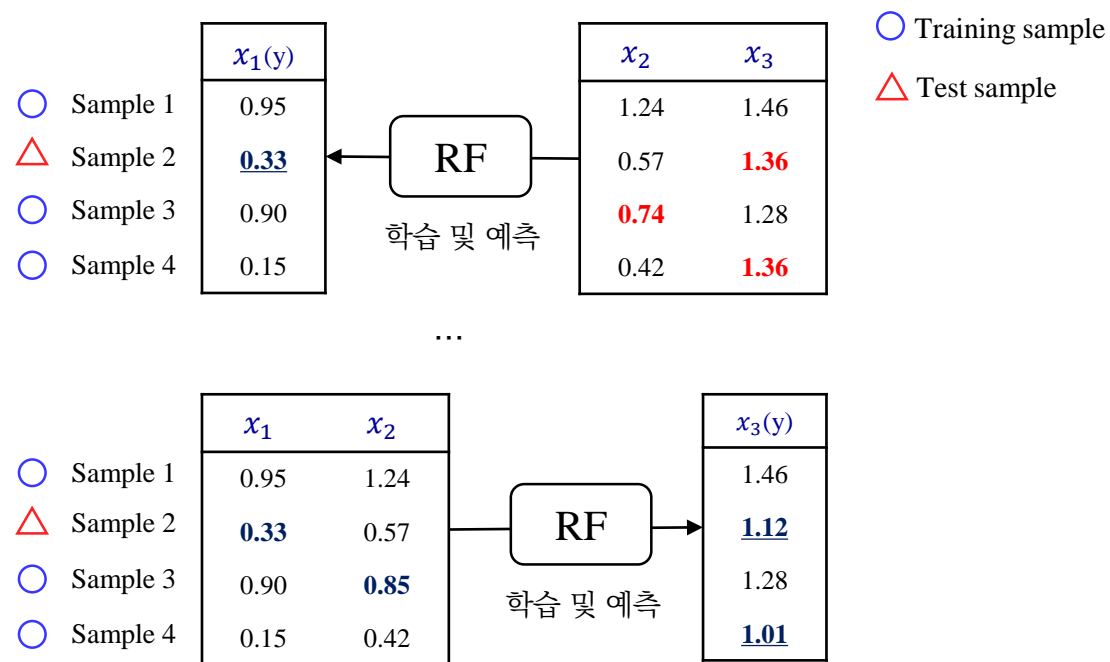 Training sample
Test sample
x₁(y)
x₂ x₃
Sample 1 0.95 1.24 1.46
Sample 2 0.33 RF 0.57 1.36
Sample 3 0.90 0.74 1.28
학습 및 예측
Sample 4 0.15 0.42 1.36
...
x₁ x₂ x₃(y)
Sample 1 0.95 1.24 1.46
Sample 2 0.33 0.57 RF 1.12
Sample 3 0.90 0.85 1.28
학습 및 예측
Sample 4 0.15 0.42 1.01